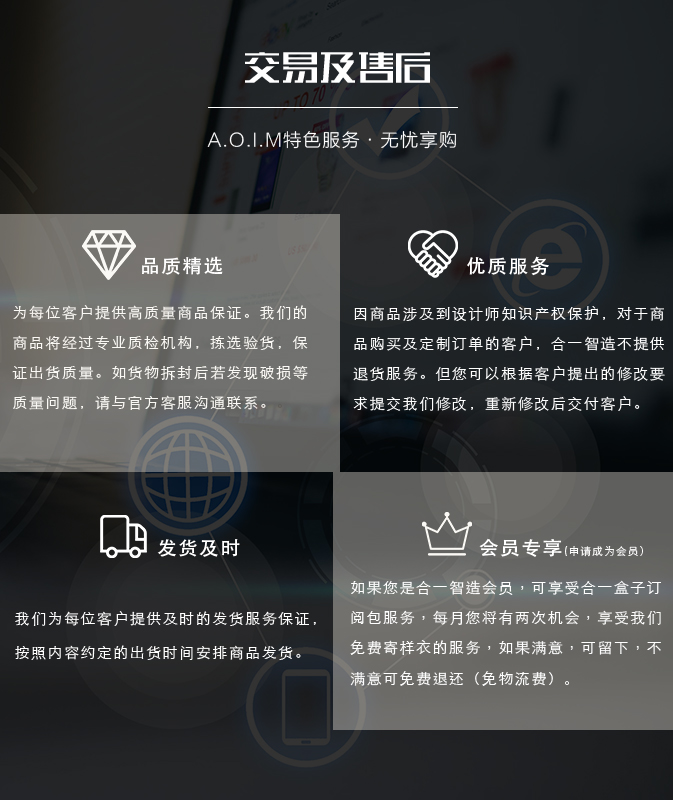 交易及售后
A.O.I.M特色服务 · 无忧享购
品质精选
为每位客户提供高质量商品保证。我们的
商品将经过专业质检机构，拣选验货，保
证出货质量。如货物拆封后若发现破损等
质量问题，请与官方客服沟通联系。
优质服务
因商品涉及到设计师知识产权保护，对于商
品购买及定制订单的客户，合一智造不提供
退货服务。但您可以根据客户提出的修改要
求提交我们修改，重新修改后交付客户。
发货及时
我们为每位客户提供及时的发货服务保证，
按照内容约定的出货时间安排商品发货。
会员专享(申请成为会员)
如果您是合一智造会员，可享受合一盒子订
阅包服务，每月您将有两次机会，享受我们
免费寄样衣的服务，如果满意，可留下，不
满意可免费退还（免物流费）。